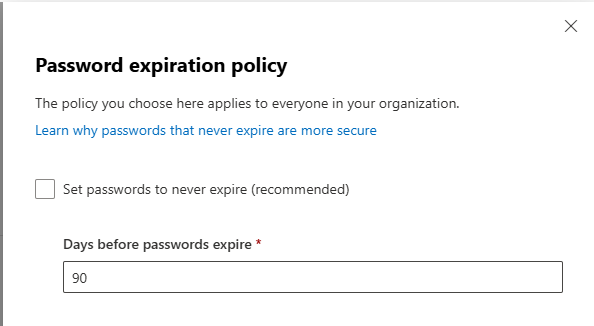 Password expiration policy
The policy you choose here applies to everyone in your organization.
Learn why passwords that never expire are more secure
Set passwords to never expire (recommended)
Days before passwords expire *
90